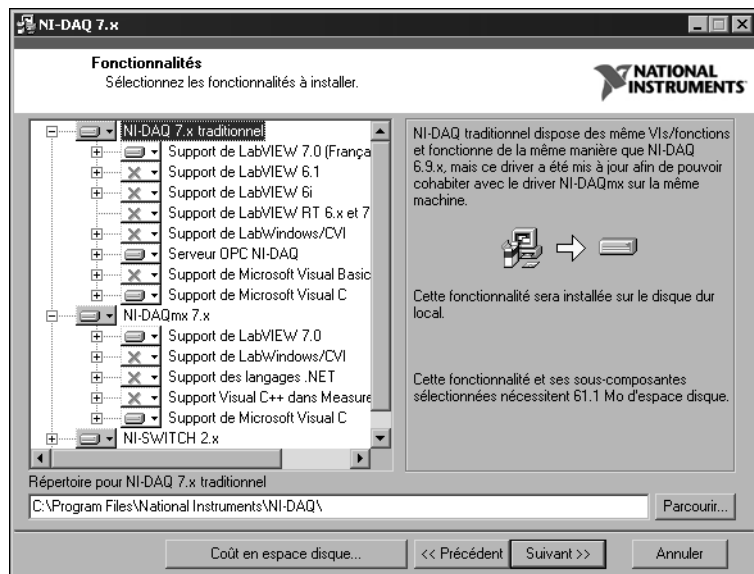 NI-DAQ 7.x
Fonctionnalités
Sélectionnez les fonctionnalités à installer.
NATIONAL
INSTRUMENTS
NI-DAQ 7.x traditionnel
Support de LabVIEW 7.0 (França
Support de LabVIEW 6.1
Support de LabVIEW 6i
Support de LabVIEW RT 6.x et 7
Support de LabWindows/CVI
Serveur OPC NI-DAQ
Support de Microsoft Visual Basic
Support de Microsoft Visual C
NI-DAQmx 7.x
Support de LabVIEW 7.0
Support de LabWindows/CVI
Support des langages .NET
Support Visual C++ dans Measure
Support de Microsoft Visual C
NI-SWITCH 2.x
NI-DAQ traditionnel dispose des même VIs/fonctions
et fonctionne de la même manière que NI-DAQ
6.9.x, mais ce driver a été mis à jour afin de pouvoir
cohabiter avec le driver NI-DAQmx sur la même
machine.
Cette fonctionnalité sera installée sur le disque dur
local.
Cette fonctionnalité et ses sous-composantes
sélectionnées nécessitent 61.1 Mo d'espace disque.
Répertoire pour NI-DAQ 7.x traditionnel
C:\Program Files\National Instruments\NI-DAQ\
Parcourir...
Coût en espace disque...
<< Précédent
Suivant >>
Annuler